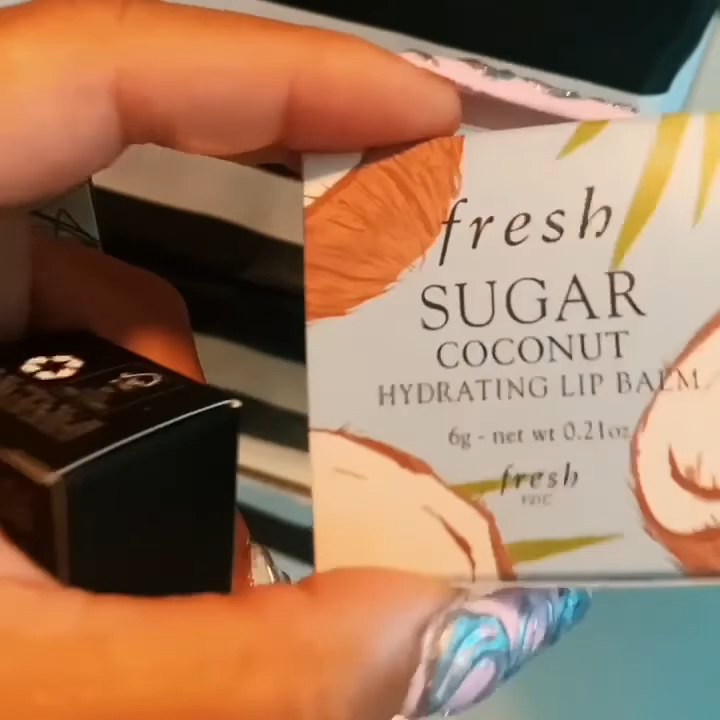 fresh
SUGAR
COCONUT
HYDRATING LIP BALM
6g - net wt 0.21oz
fresh